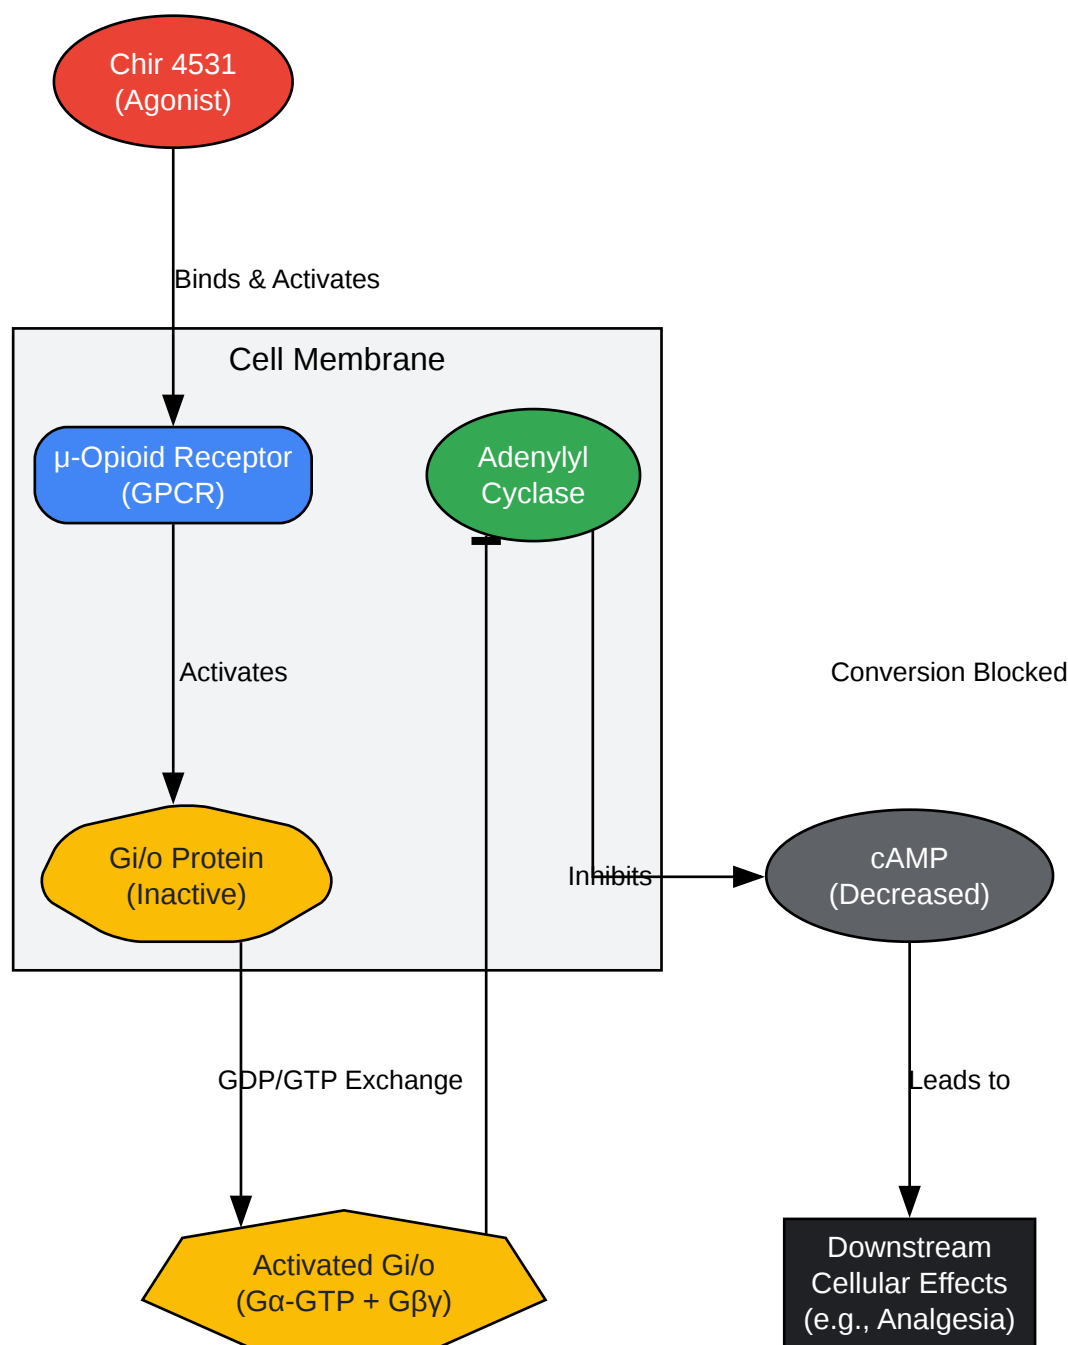 Chir 4531
(Agonist)
Binds & Activates
Cell Membrane
μ-Opioid Receptor
(GPCR)
Adenylyl
Cyclase
Activates
Conversion Blocked
Gi/o Protein
(Inactive)
Inhibits
cAMP
(Decreased)
GDP/GTP Exchange
Leads to
Activated Gi/o
(Gα-GTP + Gβγ)
Downstream
Cellular Effects
(e.g., Analgesia)